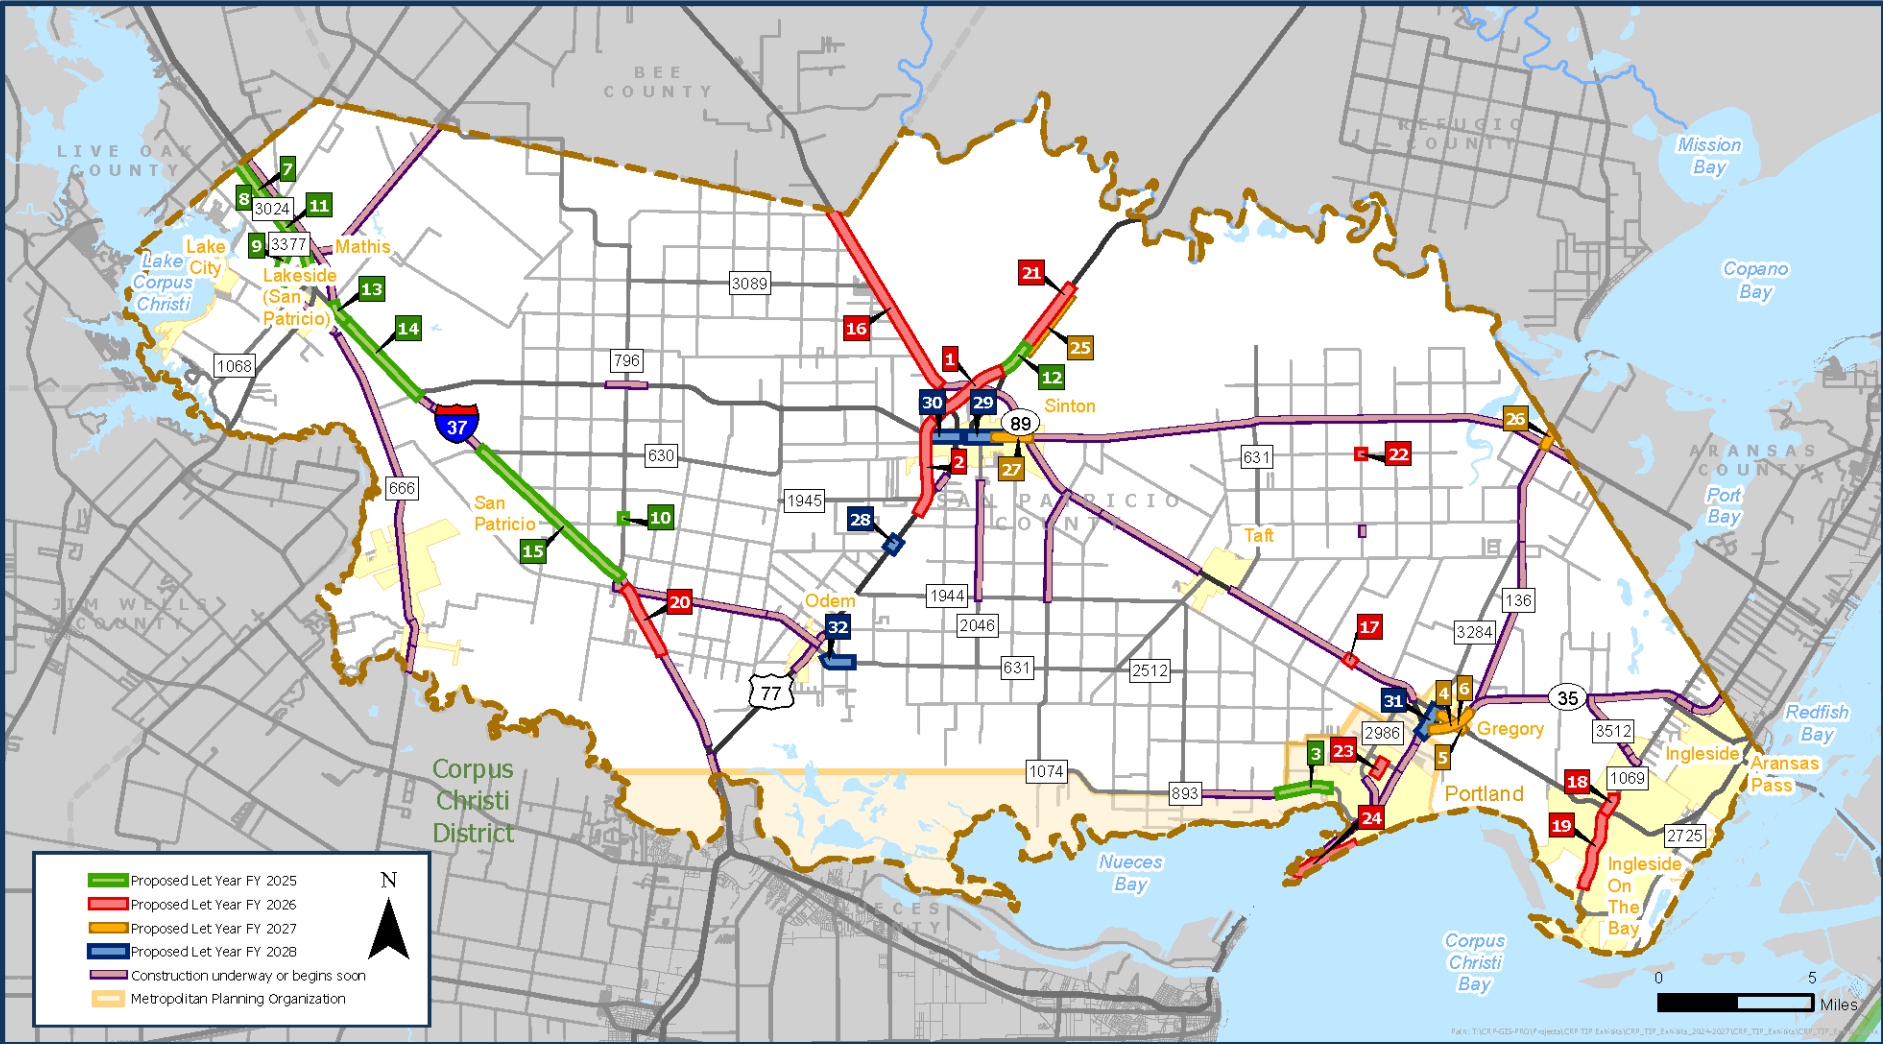 BEE
COUNTY
LIVE OAK
COUNTY
REFUGIO
COUNTY
Mission
Bay
7
8
3024
11
9
3377
Mathis
Lake
City
Lake
Corpus
Christi
Lakeside
(San
Patricio)
13
14
1068
3089
16
21
25
Copano
Bay
1
12
796
30
29
Sinton
89
37
26
27
2
630
631
22
ARANSAS
COUNTY
666
1945
SAN PATRICIO
COUNTY
San
Patricio
10
28
15
Port
Bay
Taft
JIM WELLS
COUNTY
20
Odem
1944
32
2046
136
3284
17
631
2512
77
31
4
6
35
Gregory
3512
Redfish
Bay
2986
5
3
23
Ingleside
Aransas
Pass
1074
893
18
1069
Portland
Corpus
Christi
District
24
19
2725
Nueces
Bay
Ingleside
On
The
Bay
Corpus
Christi
Bay
Proposed Let Year FY 2025
Proposed Let Year FY 2026
Proposed Let Year FY 2027
Proposed Let Year FY 2028
Construction underway or begins soon
Metropolitan Planning Organization
N
0
5
Miles